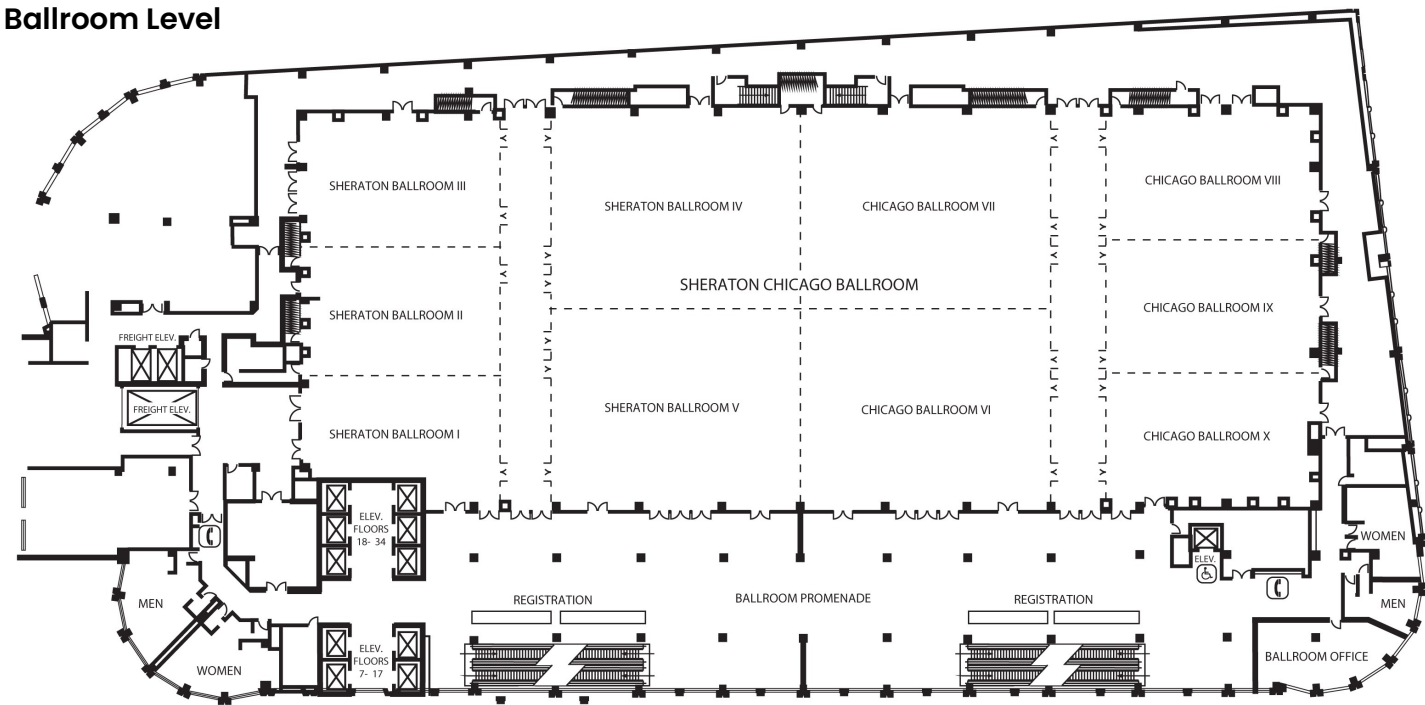 Ballroom Level
SHERATON BALLROOM III
CHICAGO BALLROOM VIII
SHERATON BALLROOM IV
CHICAGO BALLROOM VII
SHERATON CHICAGO BALLROOM
SHERATON BALLROOM II
CHICAGO BALLROOM IX
FREIGHT ELEV.
FREIGHT ELEV.
SHERATON BALLROOM V
CHICAGO BALLROOM VI
SHERATON BALLROOM I
CHICAGO BALLROOM X
ELEV.
FLOORS
18- 34
WOMEN
ELEV.
MEN
REGISTRATION
BALLROOM PROMENADE
REGISTRATION
MEN
WOMEN
ELEV.
FLOORS
7- 17
BALLROOM OFFICE